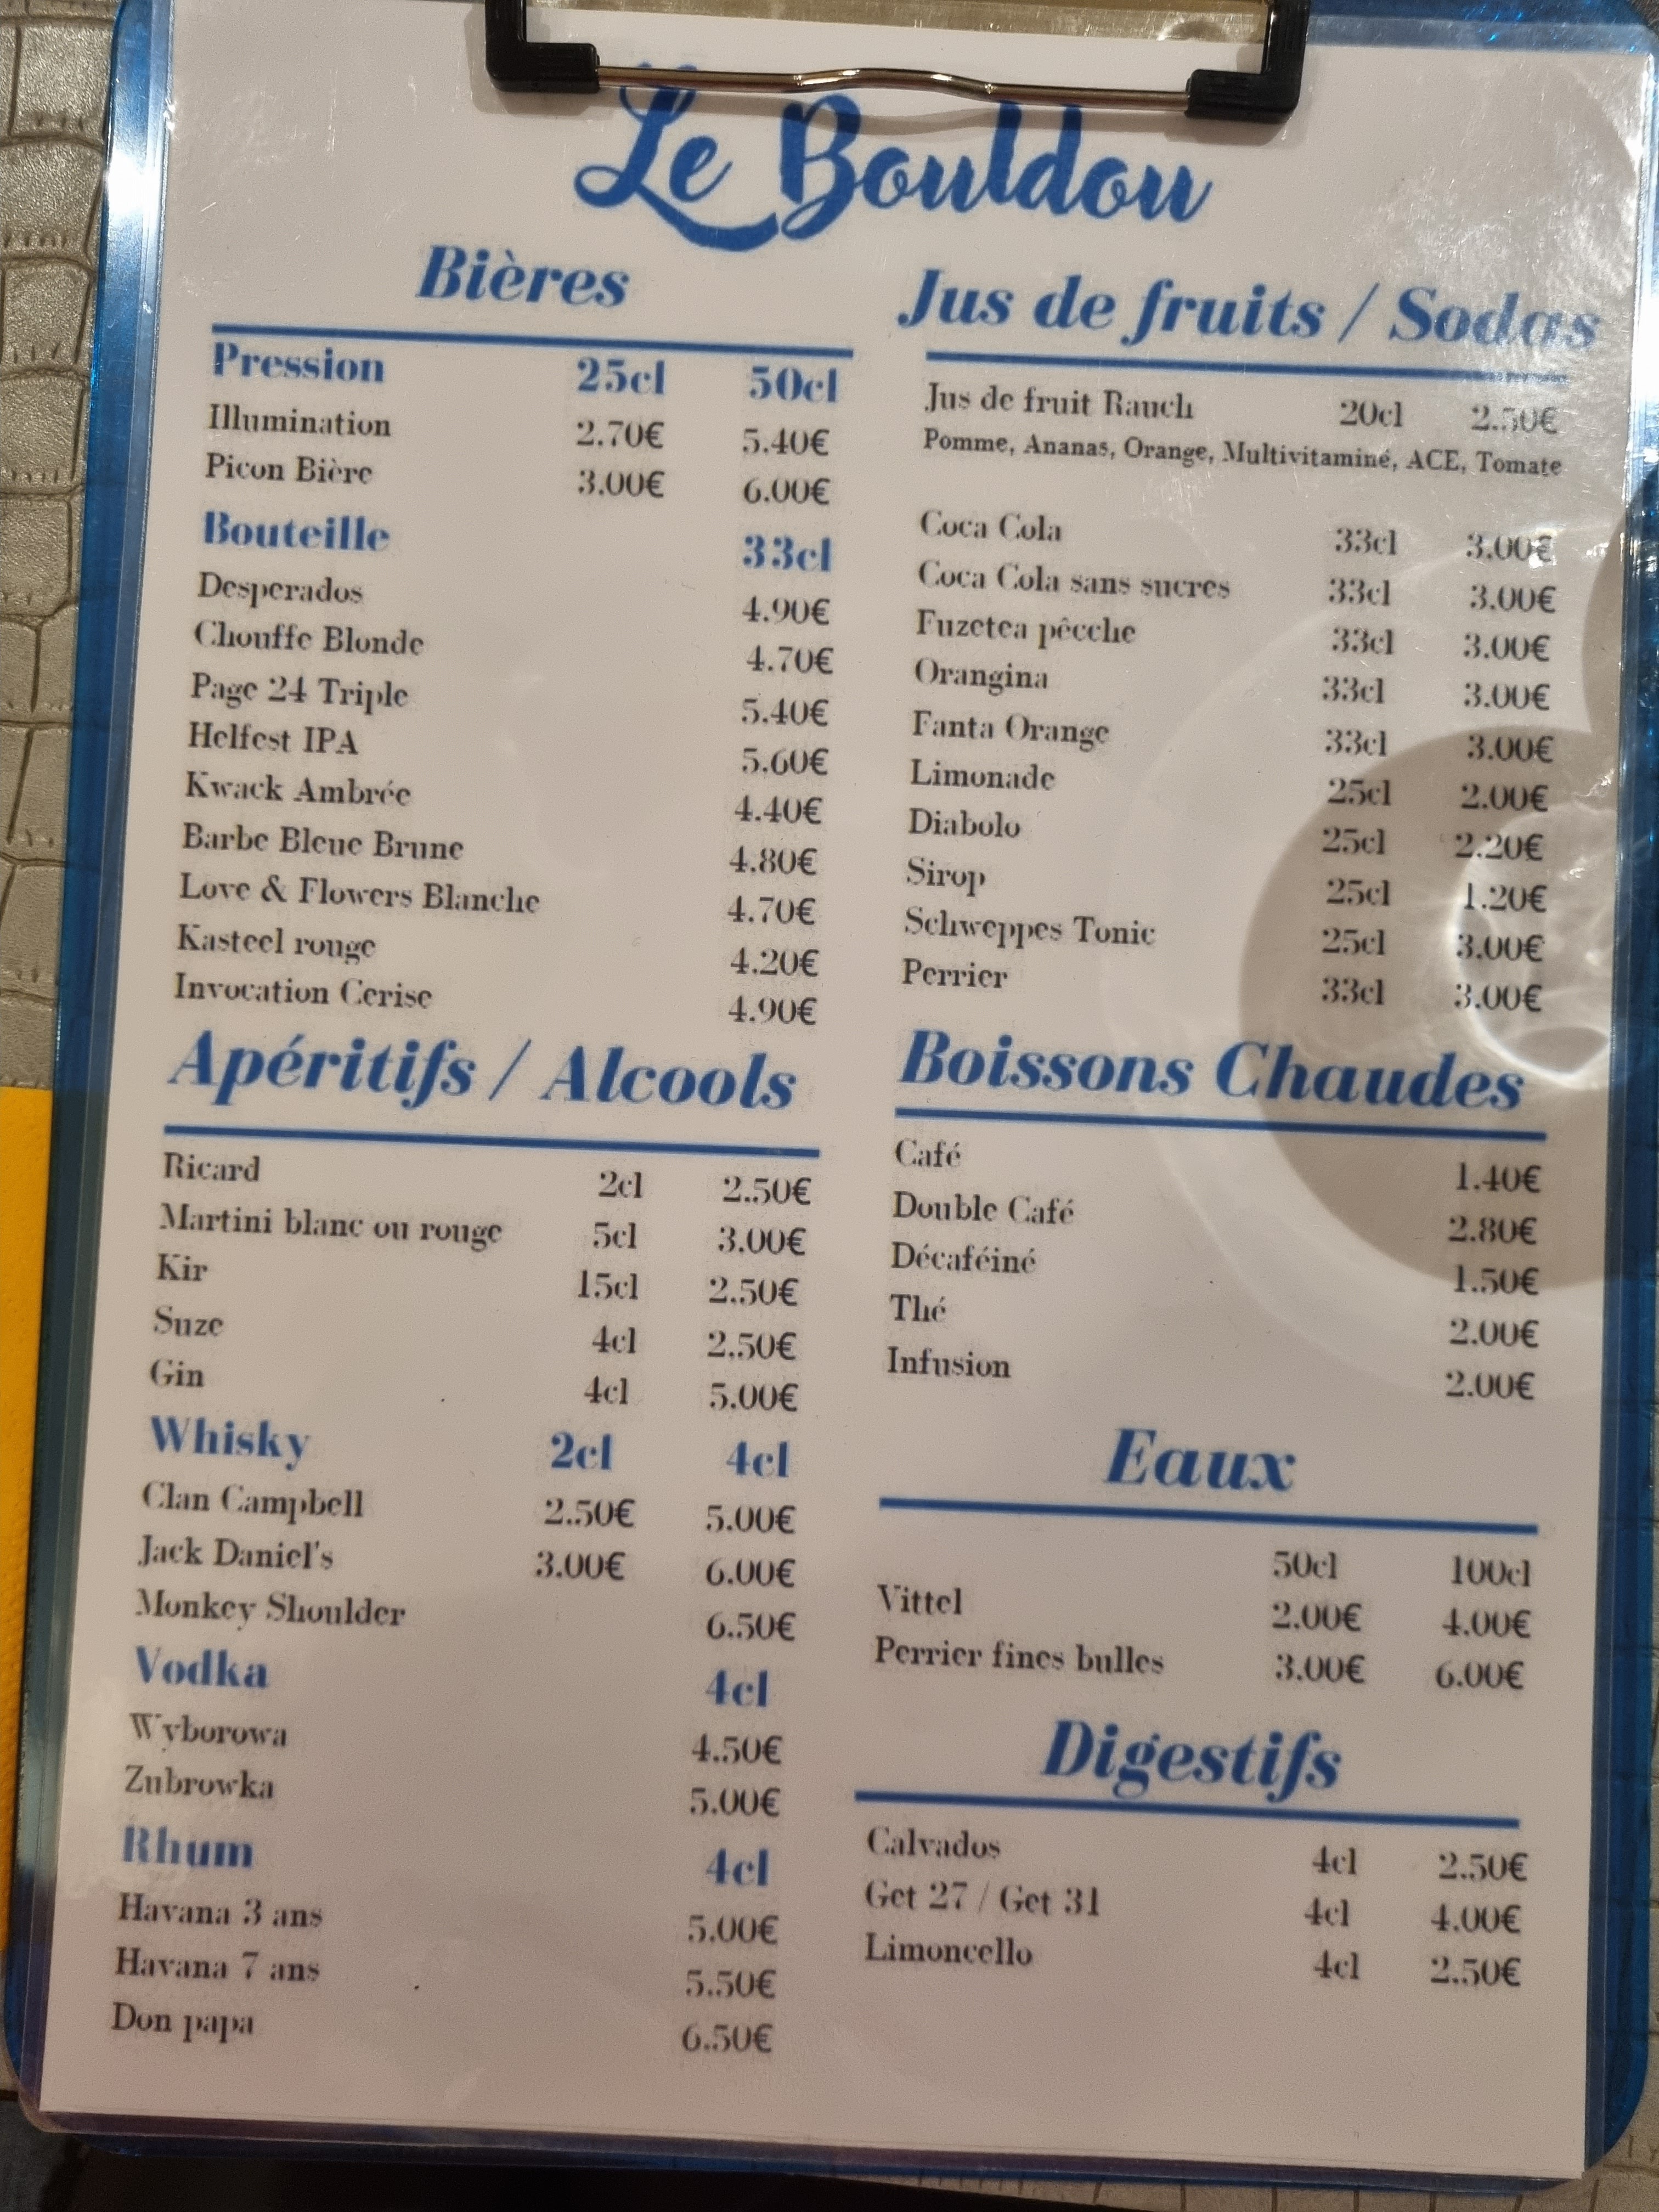 Le Bouldou
Bières
Pression 25cl 50cl
Illumination 2.70€ 5.40€
Picon Bière 3.00€ 6.00€
Bouteille 33cl
Desperados 4.90€
Chouffe Blonde 4.70€
Page 24 Triple 5.40€
Helfest IPA 5.60€
Kwack Ambrée 4.40€
Barbe Bleue Brune 4.80€
Love & Flowers Blanche 4.70€
Kasteel rouge 4.20€
Invocation Cerise 4.90€
Apéritifs / Alcools
Ricard 2cl 2.50€
Martini blanc ou rouge 5cl 3.00€
Kir 15cl 2.50€
Suze 4cl 2.50€
Gin 4cl 5.00€
Whisky 2cl 4cl
Clan Campbell 2.50€ 5.00€
Jack Daniel's 3.00€ 6.00€
Monkey Shoulder 6.50€
Vodka 4cl
Wyborowa 4.50€
Zubrowka 5.00€
Rhum 4cl
Havana 3 ans 5.00€
Havana 7 ans 5.50€
Don papa 6.50€
Jus de fruits / Sodas
Jus de fruit Rauch 20cl 2.50€
Pomme, Ananas, Orange, Multivitaminé, ACE, Tomate
Coca Cola 33cl 3.00€
Coca Cola sans sucres 33cl 3.00€
Fuzetea pêche 33cl 3.00€
Orangina 33cl 3.00€
Fanta Orange 33cl 3.00€
Limonade 25cl 2.00€
Diabolo 25cl 2.20€
Sirop 25cl 1.20€
Schweppes Tonic 25cl 3.00€
Perrier 33cl 3.00€
Boissons Chaudes
Café 1.40€
Double Café 2.80€
Décaféiné 1.50€
Thé 2.00€
Infusion 2.00€
Eaux
50cl 100cl
Vittel 2.00€ 4.00€
Perrier fines bulles 3.00€ 6.00€
Digestifs
Calvados 4cl 2.50€
Get 27 / Get 31 4cl 4.00€
Limoncello 4cl 2.50€